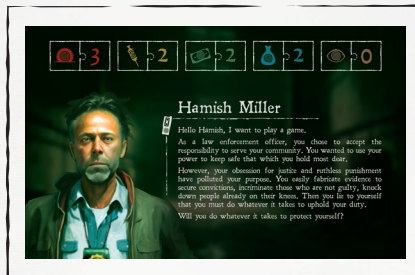 3 2 2 2 0
Hamish Miller
Hello Hamish, I want to play a game.
As a law enforcement officer, you chose to accept the
responsibility to serve your community. You wanted to use your
power to keep safe that which you hold most dear.
However, your obsession for justice and ruthless punishment
have polluted your purpose. You easily fabricate evidence to
secure convictions, incriminate those who are not guilty, knock
down people already on their knees. Then you lie to yourself
that you must do whatever it takes to uphold your duty.
Will you do whatever it takes to protect yourself?